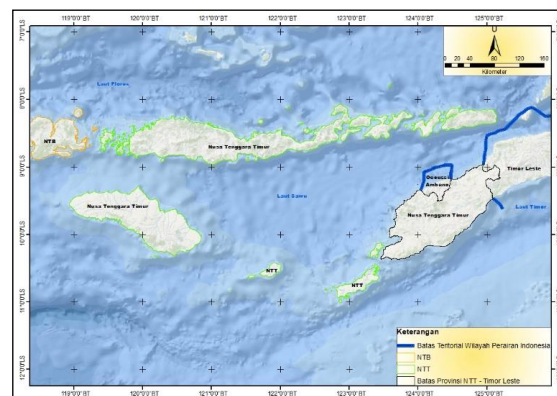 119°0'0"BT 120°0'0"BT 121°0'0"BT 122°0'0"BT 123°0'0"BT 124°0'0"BT 125°0'0"BT
7°0'0"LS
8°0'0"LS
9°0'0"LS
10°0'0"LS
11°0'0"LS
12°0'0"LS
U
0 20 40 80 120 160
Kilometer
Laut Flores
NTB
Nusa Tenggara Timur
Timor Leste
Ambeno
Laut Sawu
Nusa Tenggara Timur
Nusa Tenggara Timur
Laut Timor
NTT
NTT
Keterangan
Batas Teritorial Wilayah Perairan Indonesia
NTB
NTT
Batas Provinsi NTT - Timor Leste
119°0'0"BT 120°0'0"BT 121°0'0"BT 122°0'0"BT 123°0'0"BT 124°0'0"BT 125°0'0"BT